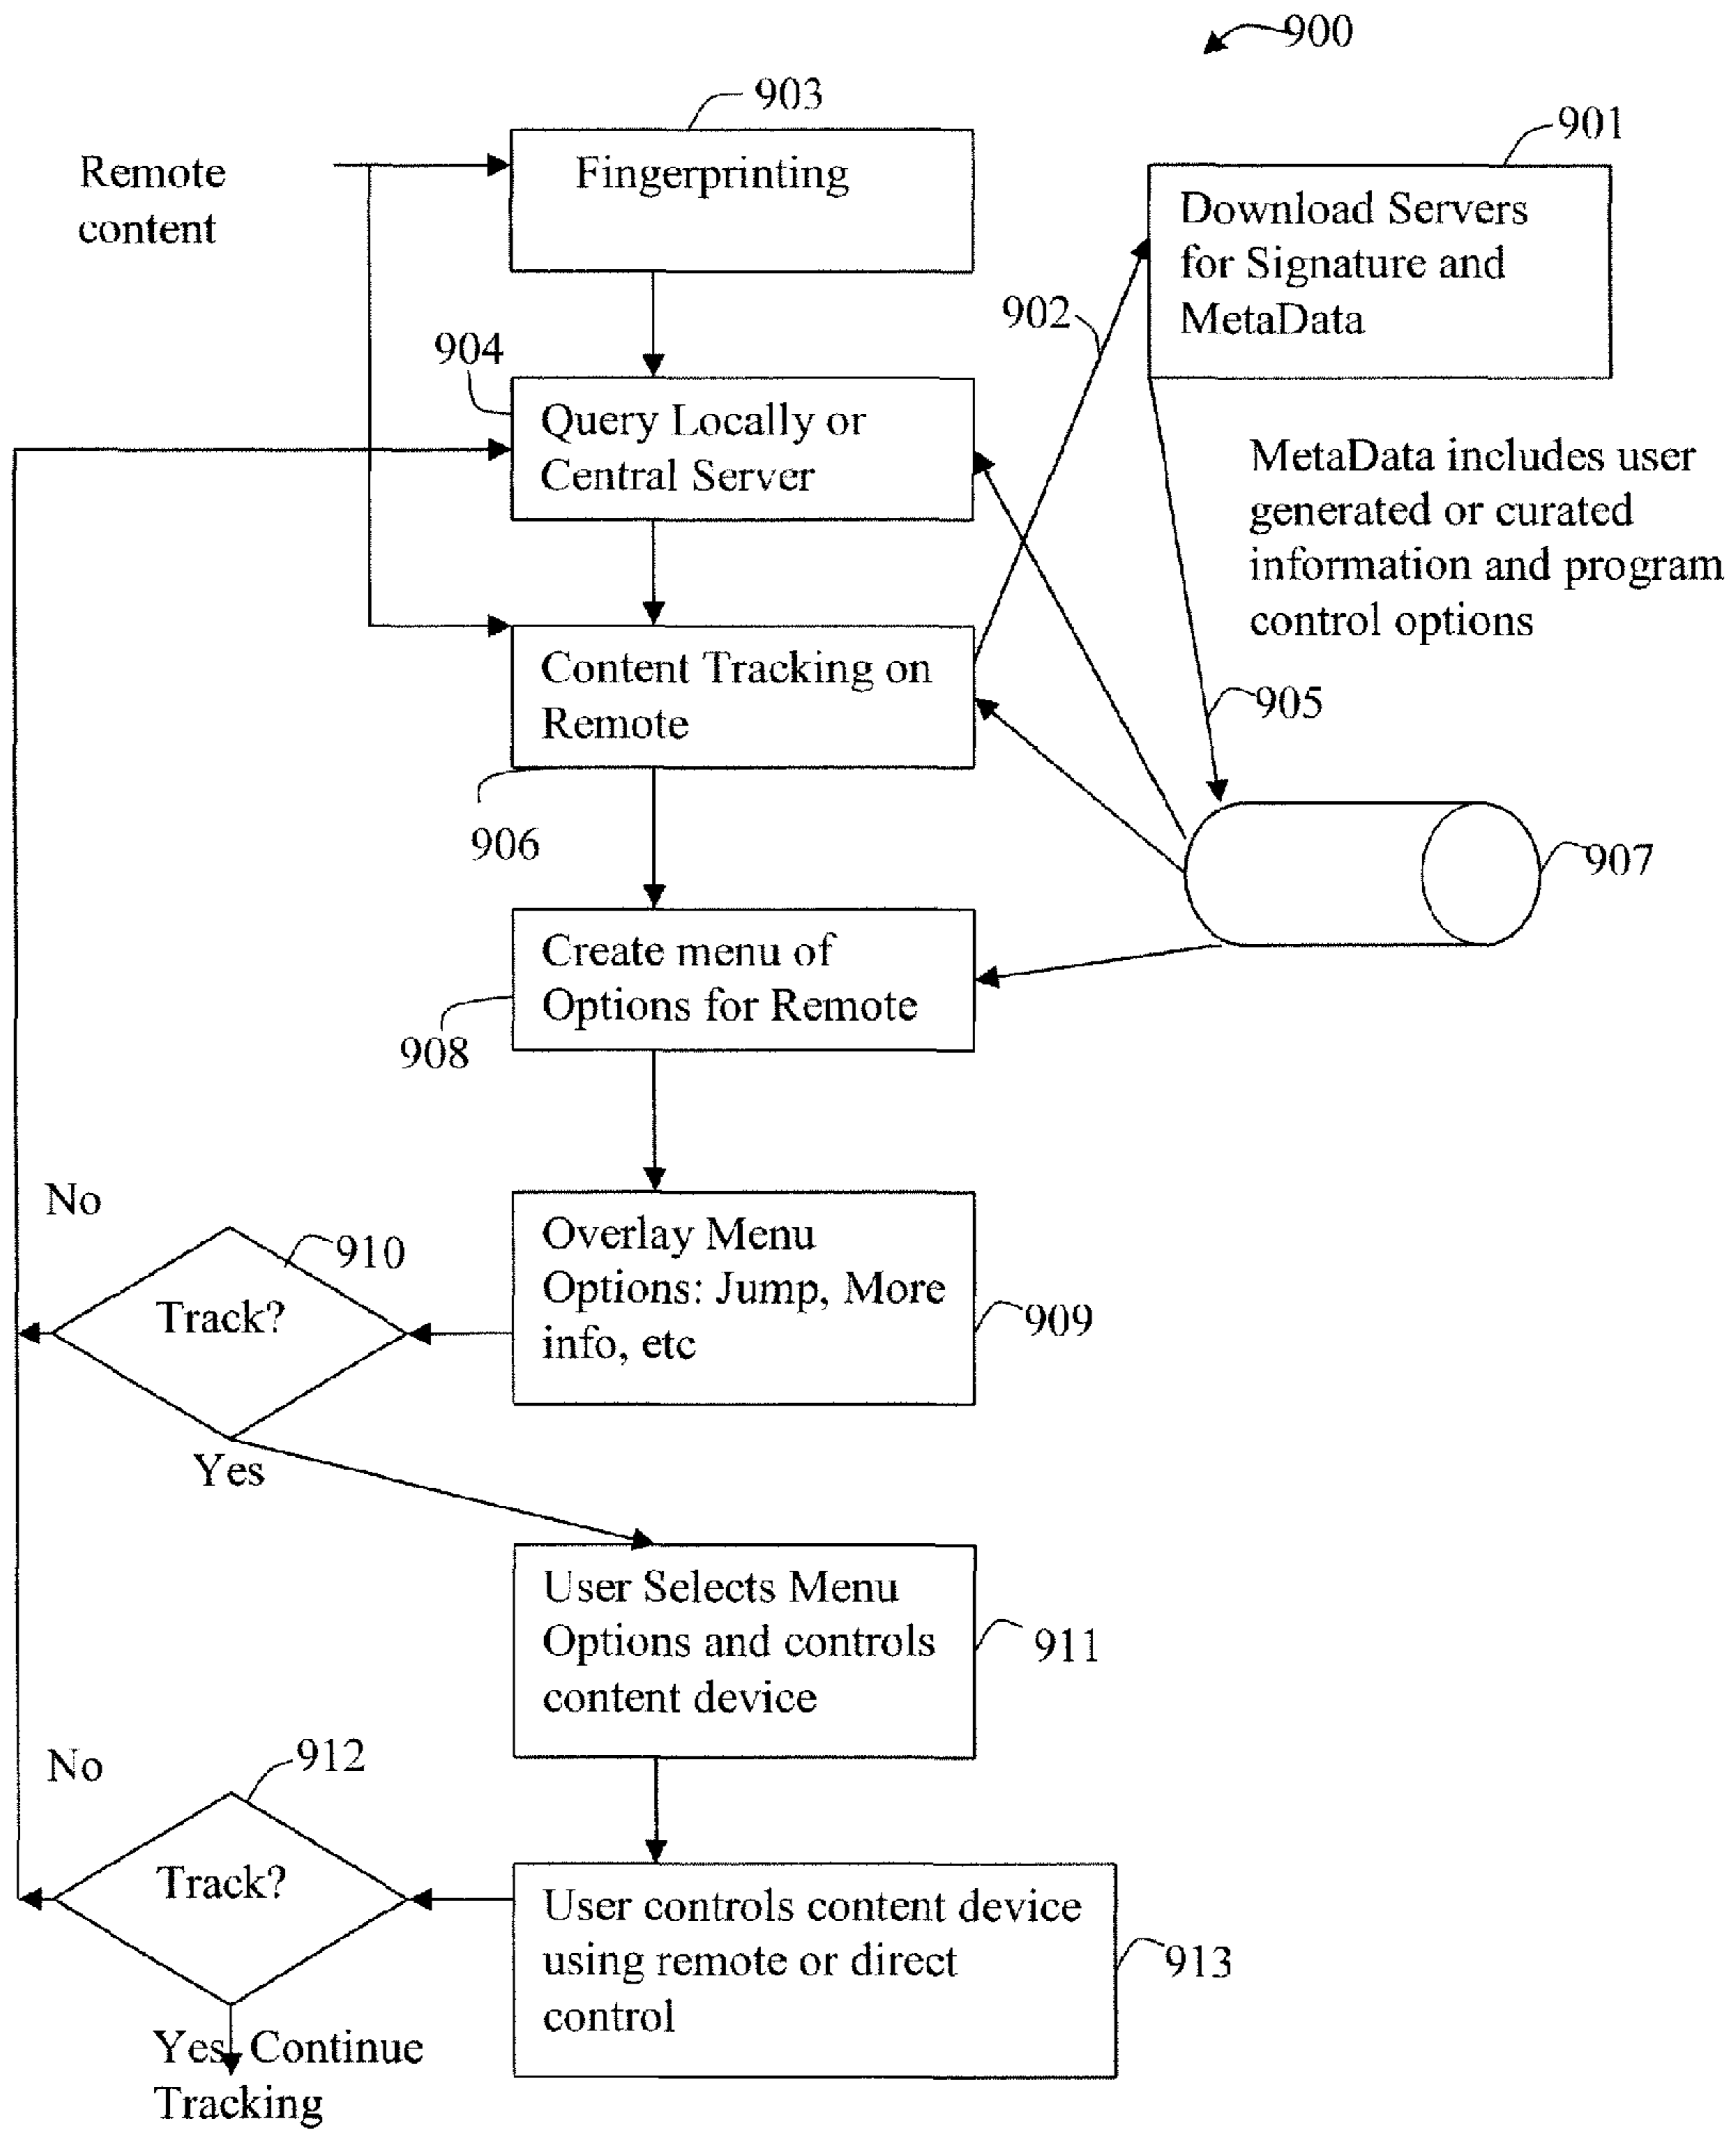 900
903
901
Remote
content
Fingerprinting
Download Servers
for Signature and
MetaData
902
904
Query Locally or
Central Server
MetaData includes user
generated or curated
information and program
control options
Content Tracking on
Remote
905
906
907
Create menu of
Options for Remote
908
No
910
Track?
Overlay Menu
Options: Jump, More
info, etc
909
Yes
User Selects Menu
Options and controls
content device
911
No
912
Track?
User controls content device
using remote or direct
control
913
Yes, Continue
Tracking